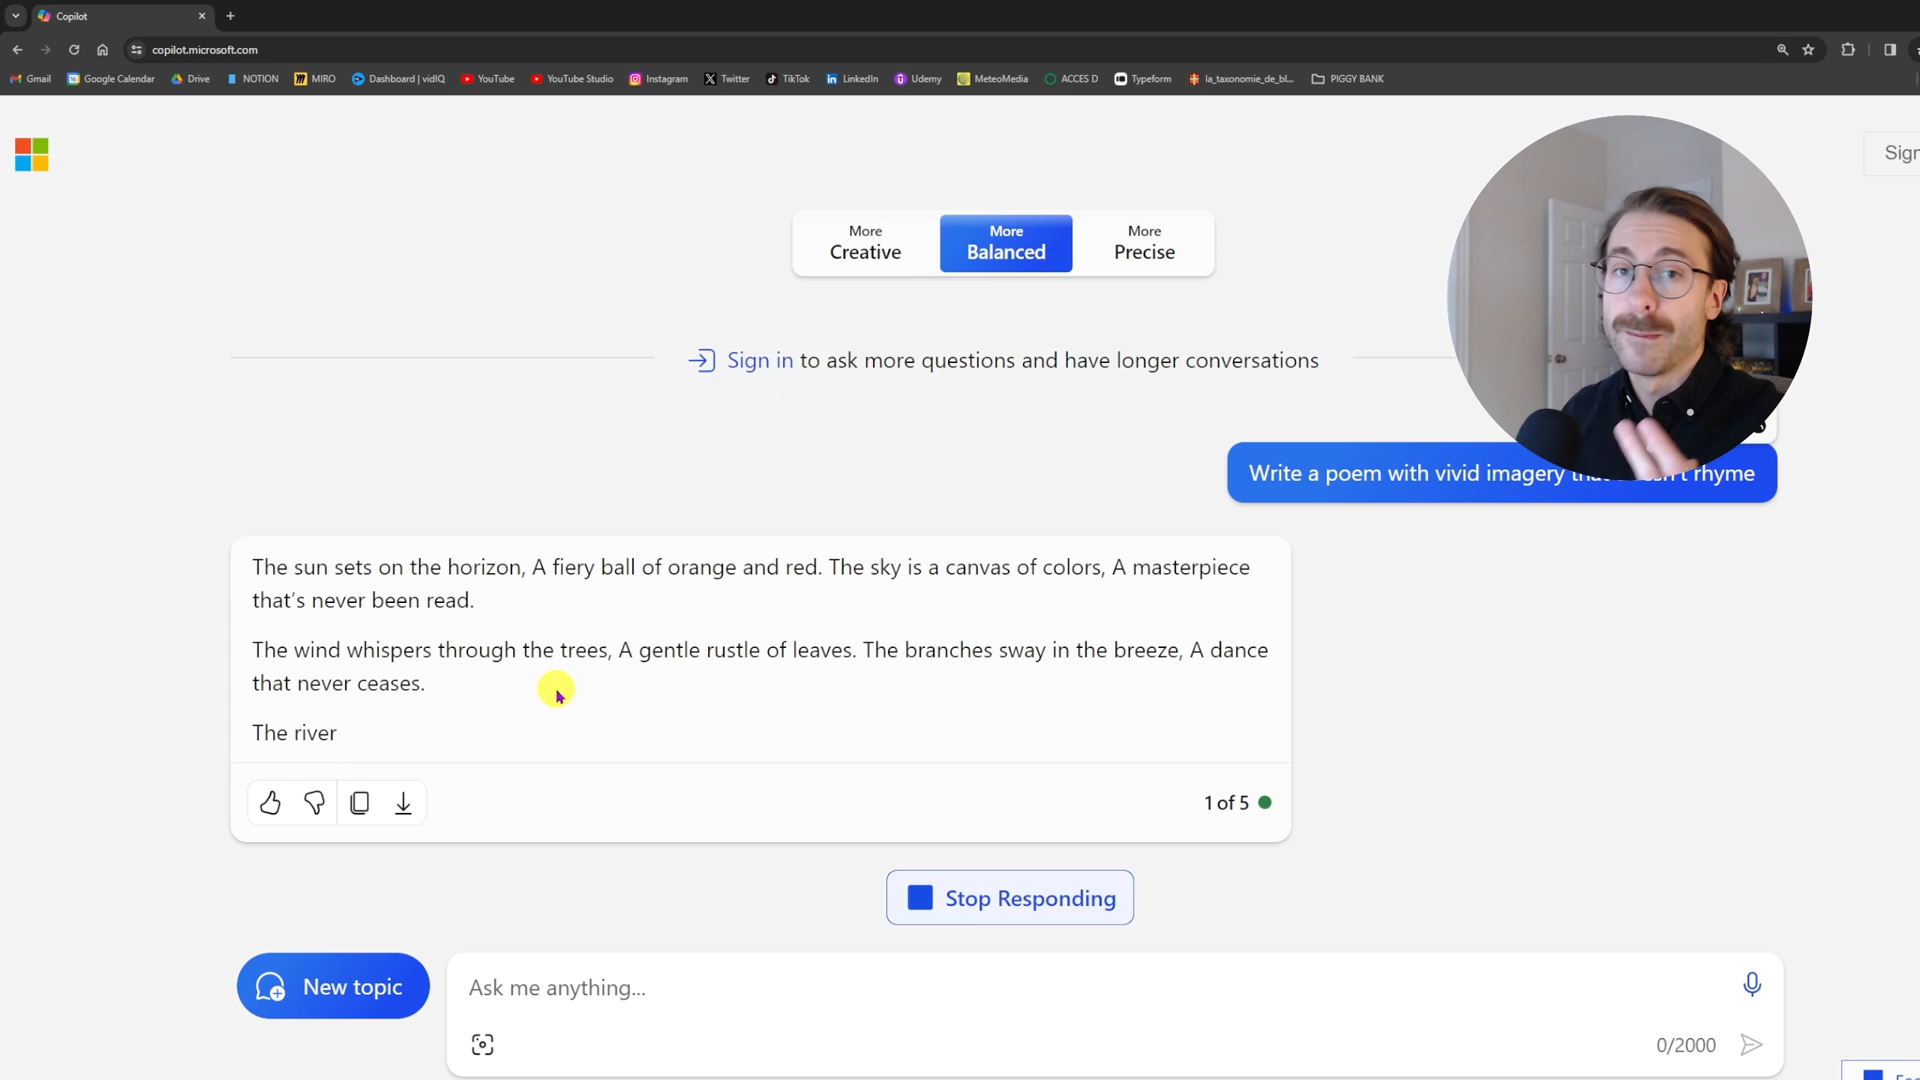 Copilot
copilot.microsoft.com
Gmail Google Calendar Drive NOTION MIRO Dashboard | vidIQ YouTube YouTube Studio Instagram Twitter TikTok LinkedIn Udemy MeteoMedia ACCES D Typeform la_taxonomie_de_bl... PIGGY BANK
Sign
More Creative
More Balanced
More Precise
Sign in to ask more questions and have longer conversations
Write a poem with vivid imagery rhyme
The sun sets on the horizon, A fiery ball of orange and red. The sky is a canvas of colors, A masterpiece
that's never been read.
The wind whispers through the trees, A gentle rustle of leaves. The branches sway in the breeze, A dance
that never ceases.
The river
1 of 5
Stop Responding
New topic
Ask me anything...
0/2000